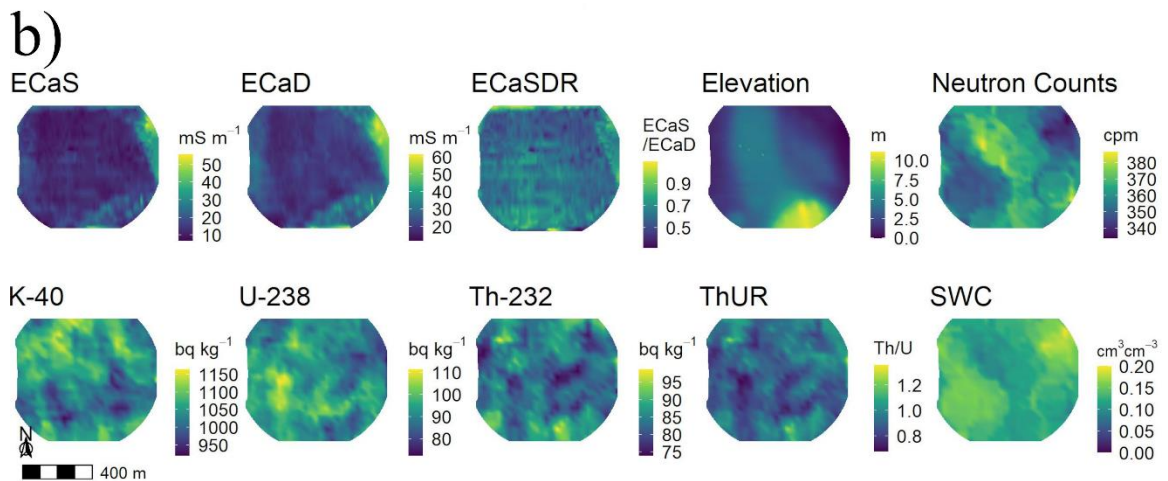 b)
ECaS
ECaD
ECaSDR
Elevation
Neutron Counts
mS m⁻¹
50
40
30
20
10
mS m⁻¹
60
50
40
30
20
ECaS
/ECaD
0.9
0.7
0.5
m
10.0
7.5
5.0
2.5
0.0
cpm
380
370
360
350
340
K-40
U-238
Th-232
ThUR
SWC
bq kg⁻¹
1150
1100
1050
1000
950
bq kg⁻¹
110
100
90
80
bq kg⁻¹
95
90
85
80
75
Th/U
1.2
1.0
0.8
cm³cm⁻³
0.20
0.15
0.10
0.05
0.00
N
400 m